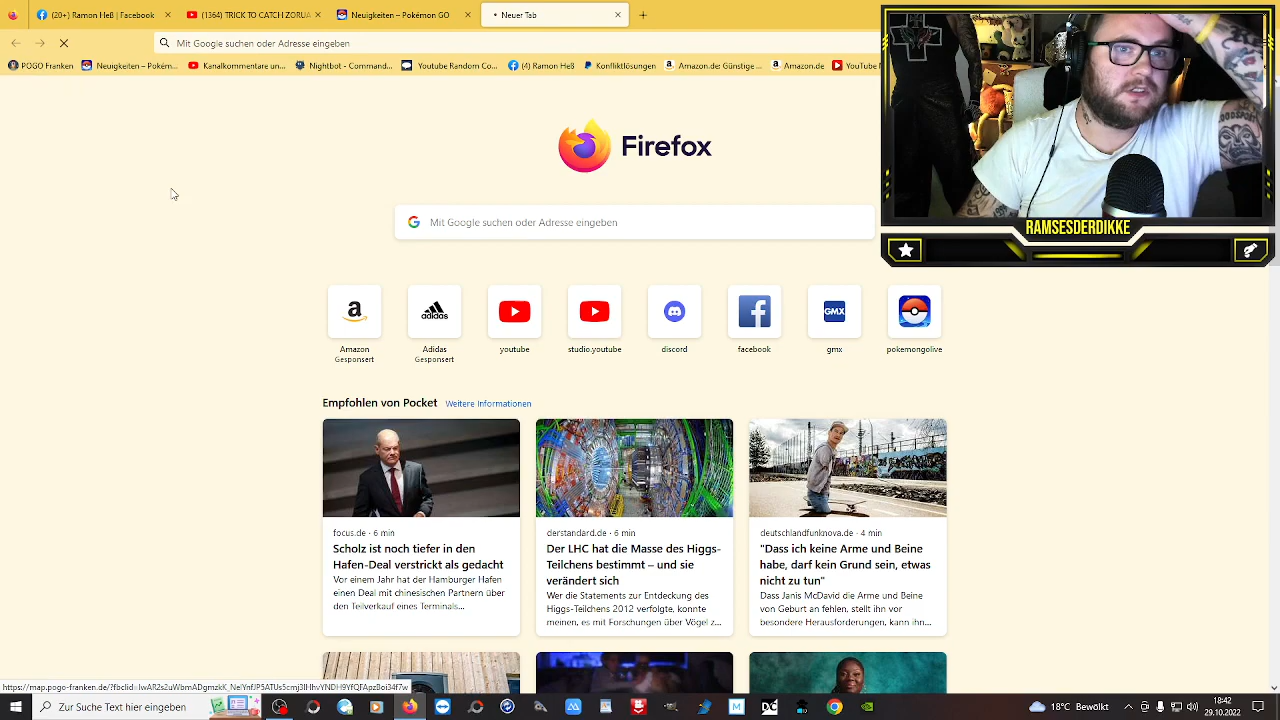 (20+) Ramon Heß | Facebook
(1354) TRICK TO CATCH ZORUA
Neuigkeiten – Pokémon GO
Neuer Tab
Mit Google suchen oder Adresse eingeben
POGO Franken
Neuigkeiten – Pokém...
Kanalkommentare un...
Nightbot - Command...
Youtube Random Co...
(4) Ramon Heß
Konfliktlösungen
Amazon.de Günstige ...
Amazon.de
RAMSESDERDIKKE
Firefox
Mit Google suchen oder Adresse eingeben
Amazon
Gesponsert
Adidas
Gesponsert
youtube
studio.youtube
discord
facebook
GMX
gmx
pokemongolive
Empfohlen von Pocket Weitere Informationen
focus.de · 6 min
Scholz ist noch tiefer in den
Hafen-Deal verstrickt als gedacht
Vor einem Jahr hat der Hamburger Hafen
einen Deal mit chinesischen Partnern über
den Teilverkauf eines Terminals...
derstandard.de · 6 min
Der LHC hat die Masse des Higgs-
Teilchens bestimmt – und sie
verändert sich
Wer die Statements zur Entdeckung des
Higgs-Teilchens 2012 verfolgte, konnte
meinen, es mit Forschungen über Vögel z...
deutschlandfunknova.de · 4 min
"Dass ich keine Arme und Beine
habe, darf kein Grund sein, etwas
nicht zu tun"
Dass Janis McDavid die Arme und Beine
von Geburt an fehlen, stellt ihn vor
besondere Herausforderungen, kann ihn...
Zur Suche Text hier eingeben
18°C Bewölkt
18:42
29.10.2022